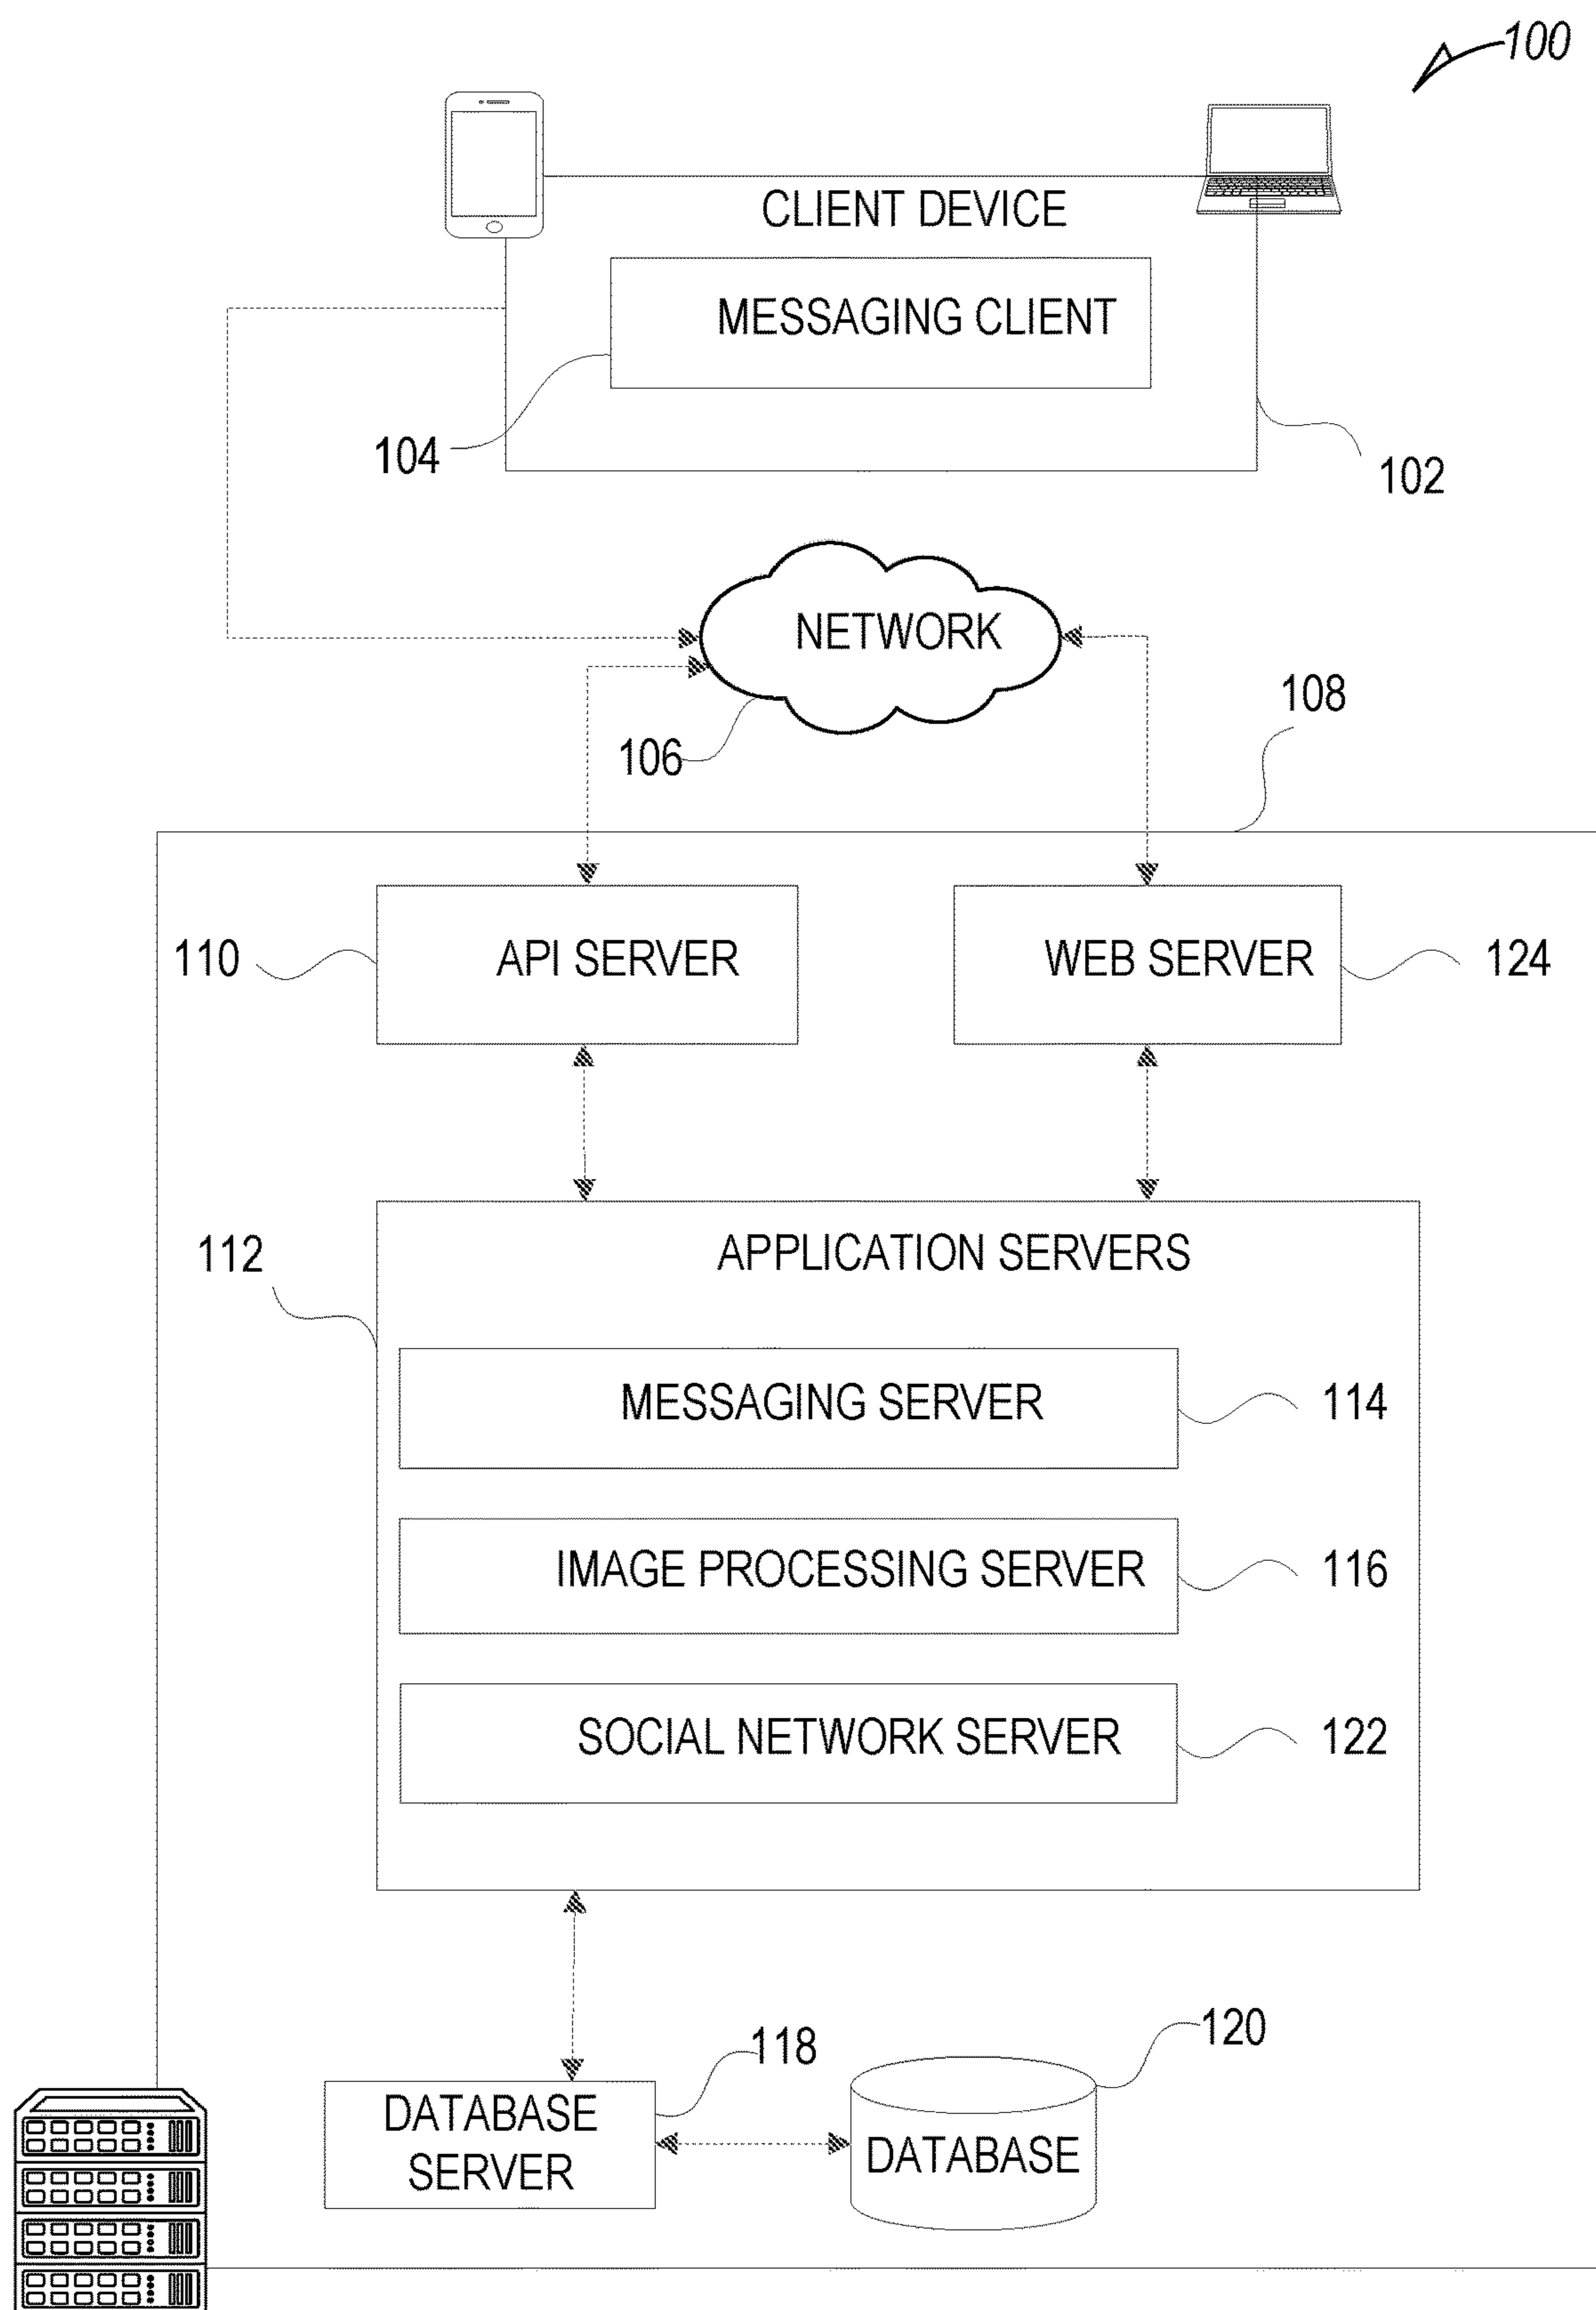 100
CLIENT DEVICE
MESSAGING CLIENT
104
102
NETWORK
106
108
110
API SERVER
WEB SERVER
124
112
APPLICATION SERVERS
MESSAGING SERVER
114
IMAGE PROCESSING SERVER
116
SOCIAL NETWORK SERVER
122
118
120
DATABASE
SERVER
DATABASE